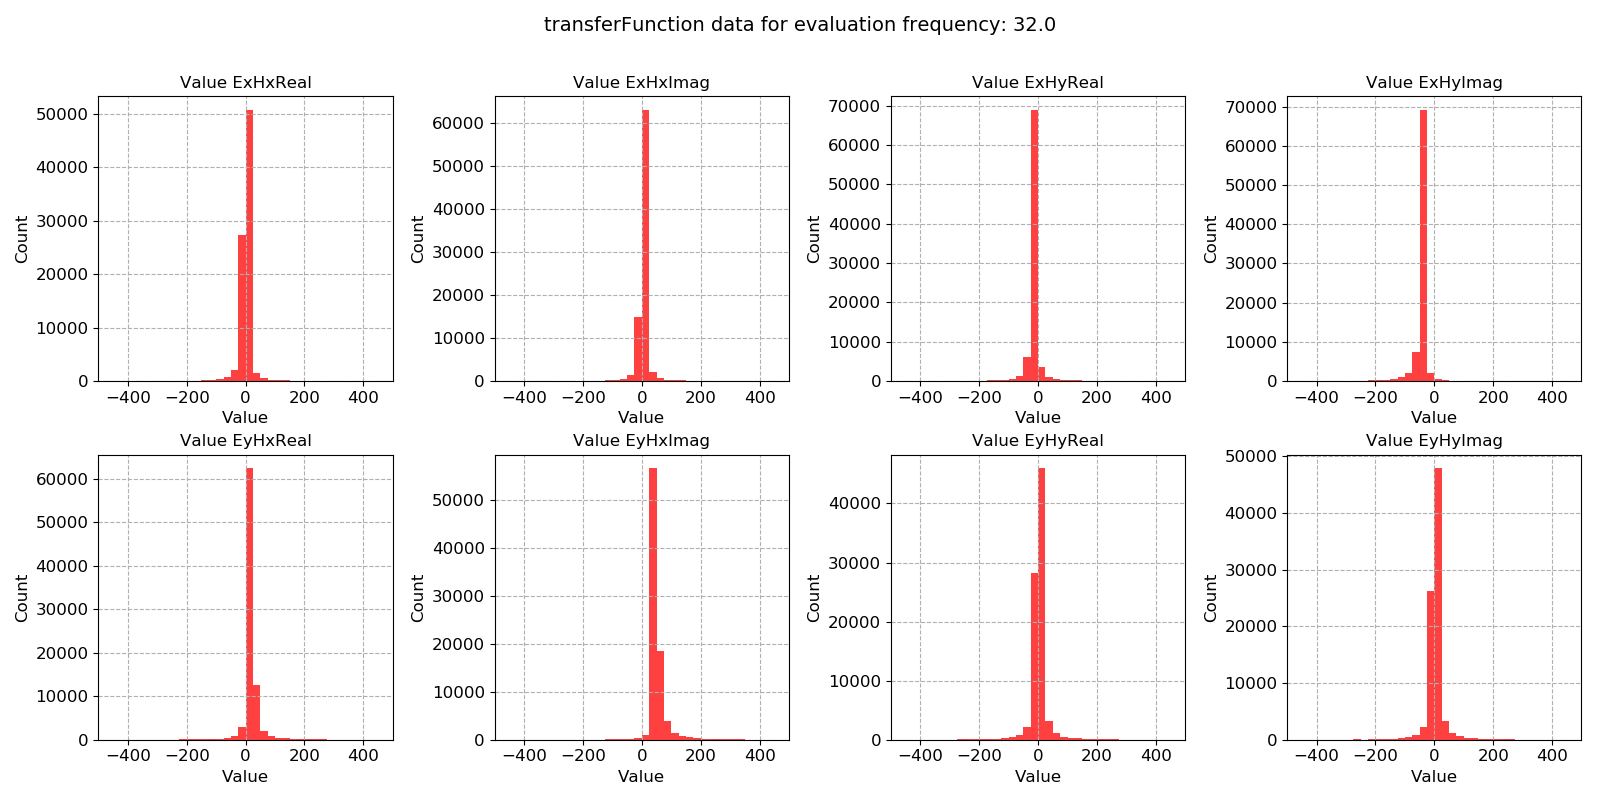 transferFunction data for evaluation frequency: 32.0
Value ExHxReal
Value ExHxImag
Value ExHyReal
Value ExHyImag
50000
40000
30000
20000
10000
0
Count
−400 −200 0 200 400
Value
60000
50000
40000
30000
20000
10000
0
Count
−400 −200 0 200 400
Value
70000
60000
50000
40000
30000
20000
10000
0
Count
−400 −200 0 200 400
Value
70000
60000
50000
40000
30000
20000
10000
0
Count
−400 −200 0 200 400
Value
Value EyHxReal
Value EyHxImag
Value EyHyReal
Value EyHyImag
60000
50000
40000
30000
20000
10000
0
Count
−400 −200 0 200 400
Value
50000
40000
30000
20000
10000
0
Count
−400 −200 0 200 400
Value
40000
30000
20000
10000
0
Count
−400 −200 0 200 400
Value
50000
40000
30000
20000
10000
0
Count
−400 −200 0 200 400
Value